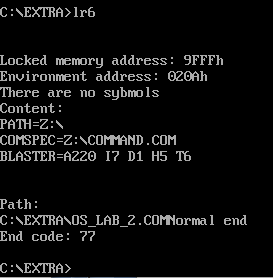 C:\EXTRA>lr6
Locked memory address: 9FFFh
Environment address: 020Ah
There are no sybmols
Content:
PATH=Z:\
COMSPEC=Z:\COMMAND.COM
BLASTER=A220 I7 D1 H5 T6
Path:
C:\EXTRA\OS_LAB_2.COMNormal end
End code: 77
C:\EXTRA>